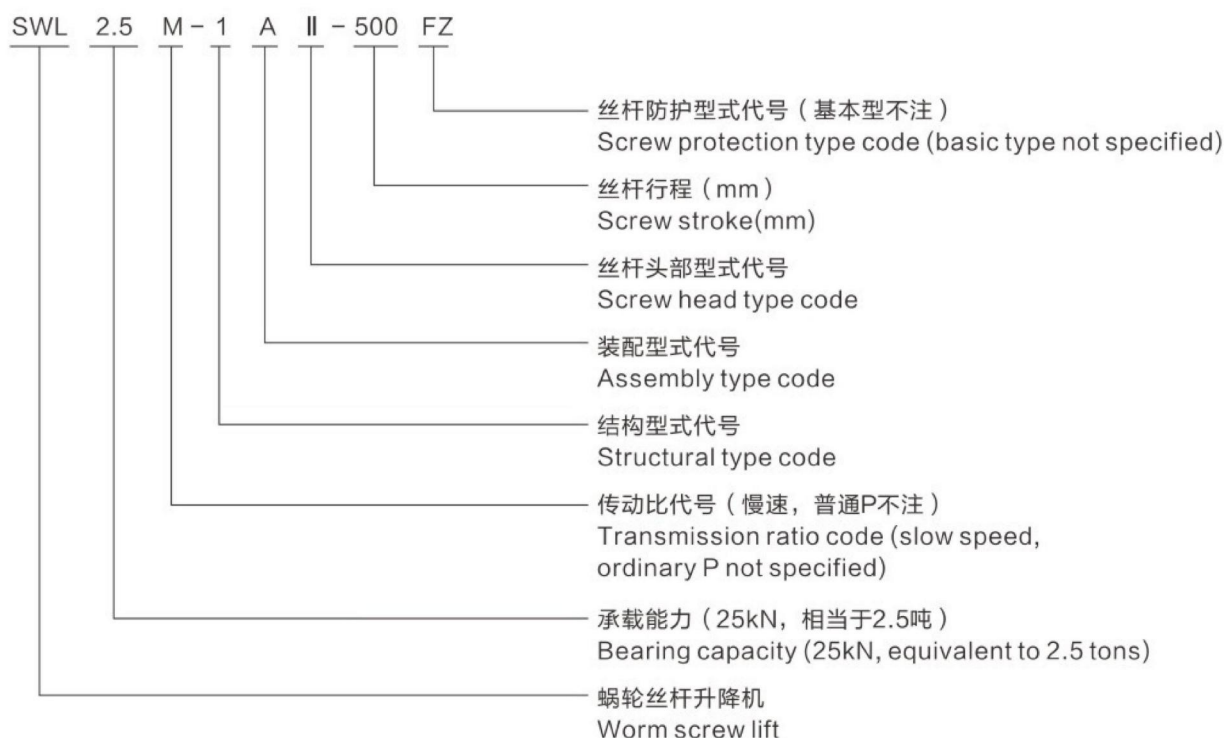 SWL 2.5 M - 1 A Ⅱ - 500 FZ
丝杆防护型式代号（基本型不注）
Screw protection type code (basic type not specified)
丝杆行程（mm）
Screw stroke(mm)
丝杆头部型式代号
Screw head type code
装配型式代号
Assembly type code
结构型式代号
Structural type code
传动比代号（慢速，普通P不注）
Transmission ratio code (slow speed,
ordinary P not specified)
承载能力（25kN，相当于2.5吨）
Bearing capacity (25kN, equivalent to 2.5 tons)
蜗轮丝杆升降机
Worm screw lift